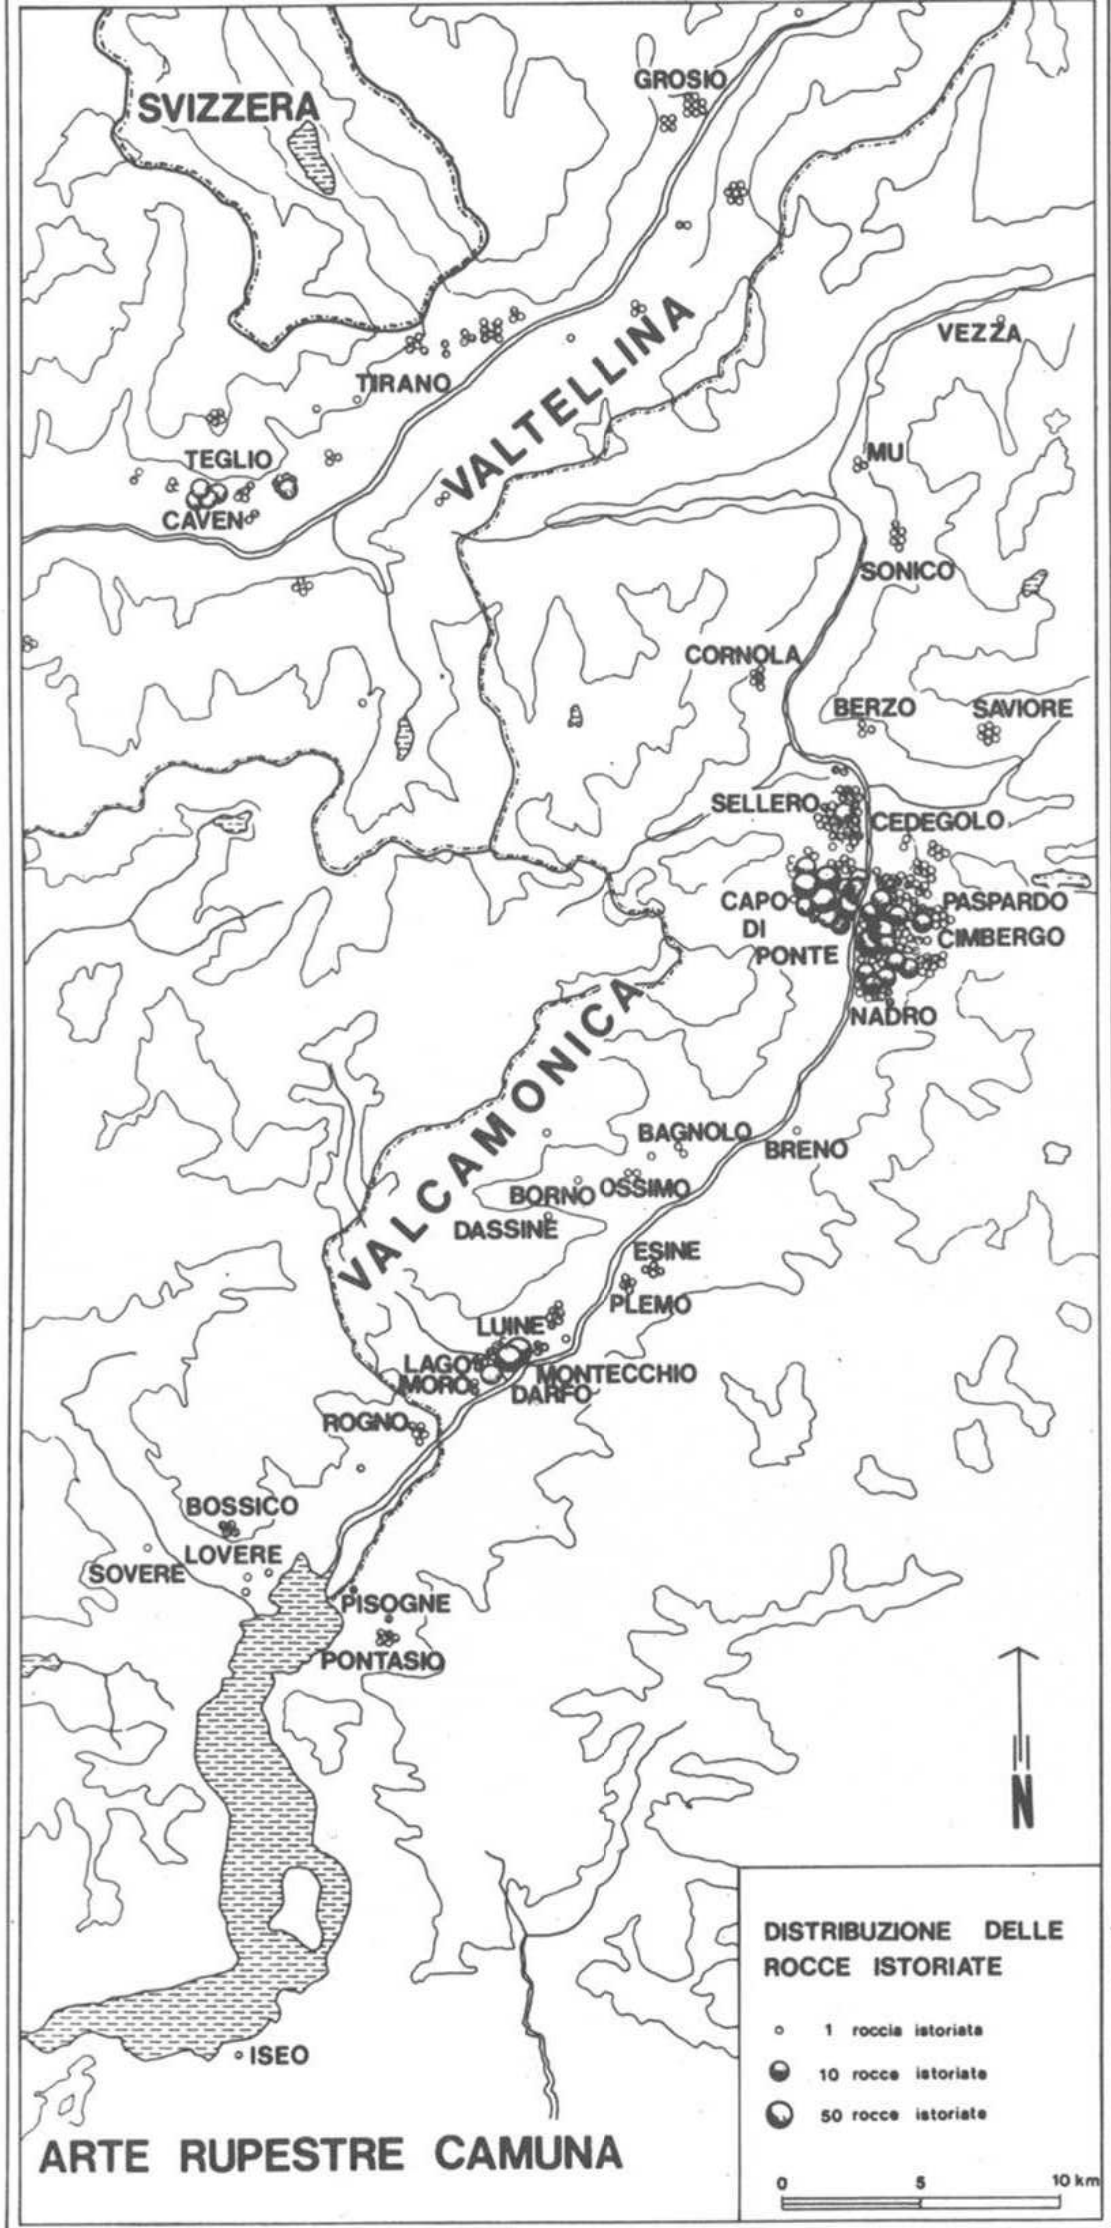 SVIZZERA
GROSIO
VEZZA
TIRANO
VALTELLINA
MU
TEGLIO
CAVEN
SONICO
CORNOLA
BERZO
SAVIORE
SELLERO
CEDEGOLO
CAPO
DI
PONTE
PASPARDO
CIMBERGO
NADRO
VALCAMONICA
BAGNOLO
BRENO
BORNO
OSSIMO
DASSINE
ESINE
PLEMO
LUINE
LAGO
MORO
MONTECCHIO
DARFO
ROGNO
BOSSICO
LOVERE
SOVERE
PISOGNE
PONTASIO
N
ISEO
DISTRIBUZIONE DELLE
ROCCE ISTORIATE
1 roccia istoriata
10 rocce istoriate
50 rocce istoriate
0 5 10 km
ARTE RUPESTRE CAMUNA